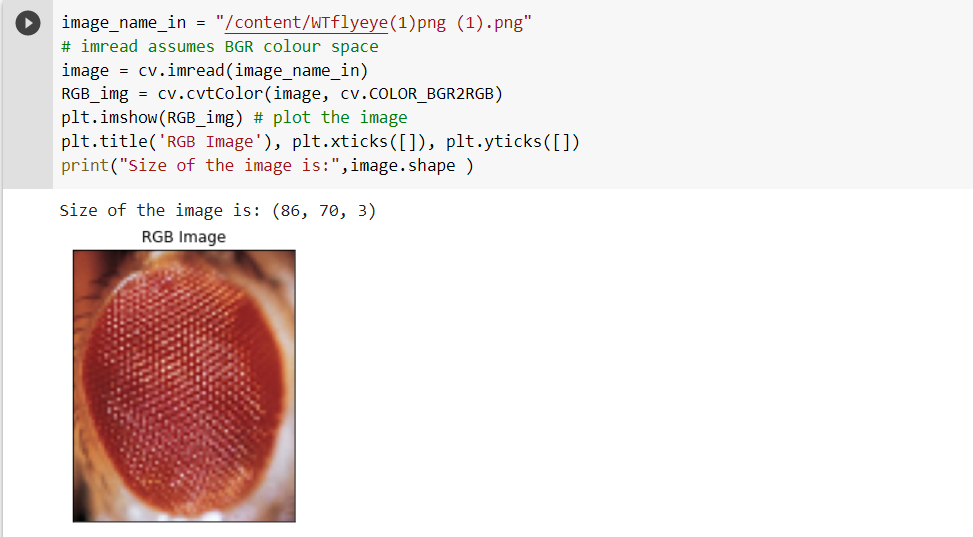 image_name_in = "/content/WTflyeye(1)png (1).png"
# imread assumes BGR colour space
image = cv.imread(image_name_in)
RGB_img = cv.cvtColor(image, cv.COLOR_BGR2RGB)
plt.imshow(RGB_img) # plot the image
plt.title('RGB Image'), plt.xticks([]), plt.yticks([])
print("Size of the image is:",image.shape )
Size of the image is: (86, 70, 3)
RGB Image